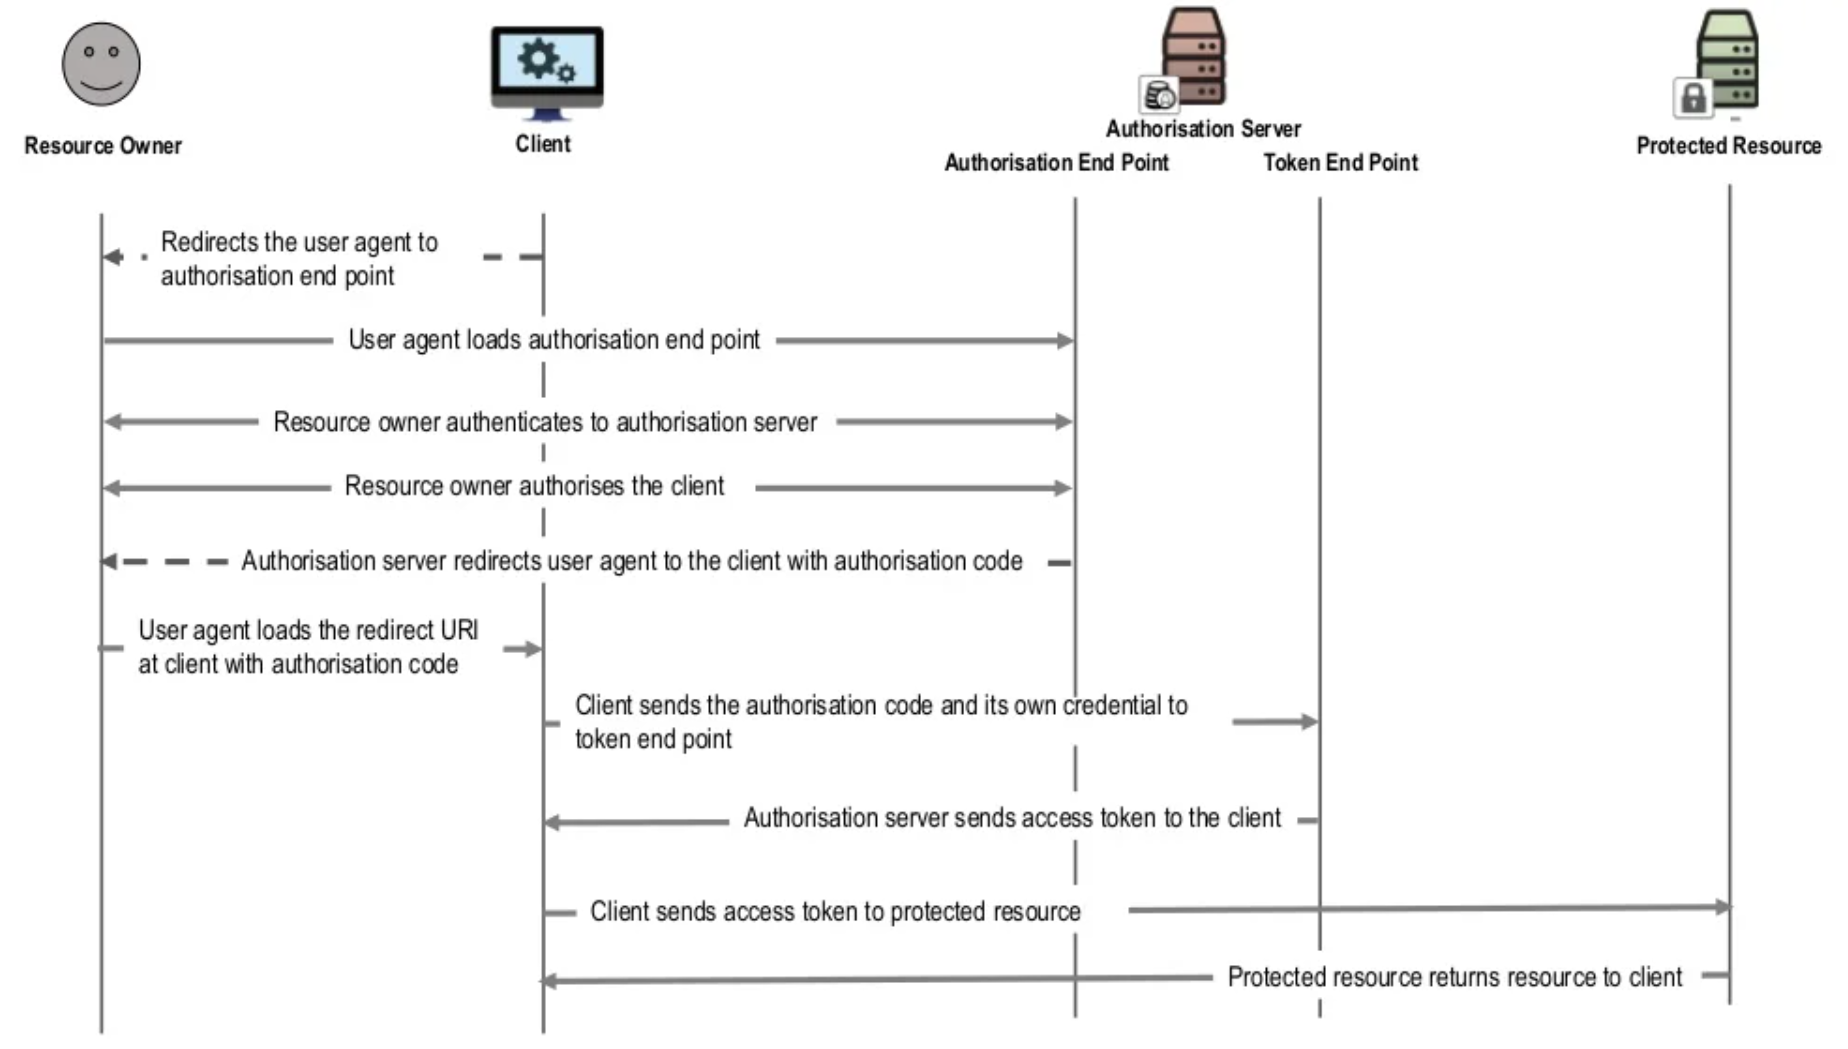 Resource Owner
Client
Authorisation Server
Authorisation End Point
Token End Point
Protected Resource
Redirects the user agent to
authorisation end point
User agent loads authorisation end point
Resource owner authenticates to authorisation server
Resource owner authorises the client
Authorisation server redirects user agent to the client with authorisation code
User agent loads the redirect URI
at client with authorisation code
Client sends the authorisation code and its own credential to
token end point
Authorisation server sends access token to the client
Client sends access token to protected resource
Protected resource returns resource to client